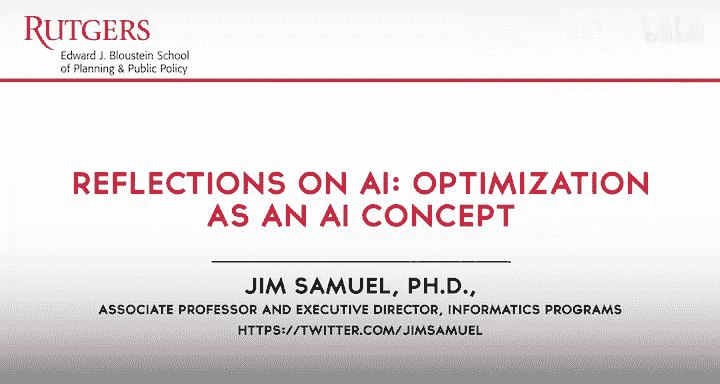 RUTGERS
Edward J. Bloustein School
of Planning & Public Policy
REFLECTIONS ON AI: OPTIMIZATION
AS AN AI CONCEPT
JIM SAMUEL, PH.D.,
ASSOCIATE PROFESSOR AND EXECUTIVE DIRECTOR, INFORMATICS PROGRAMS
HTTPS://TWITTER.COM/JIMSAMUEL